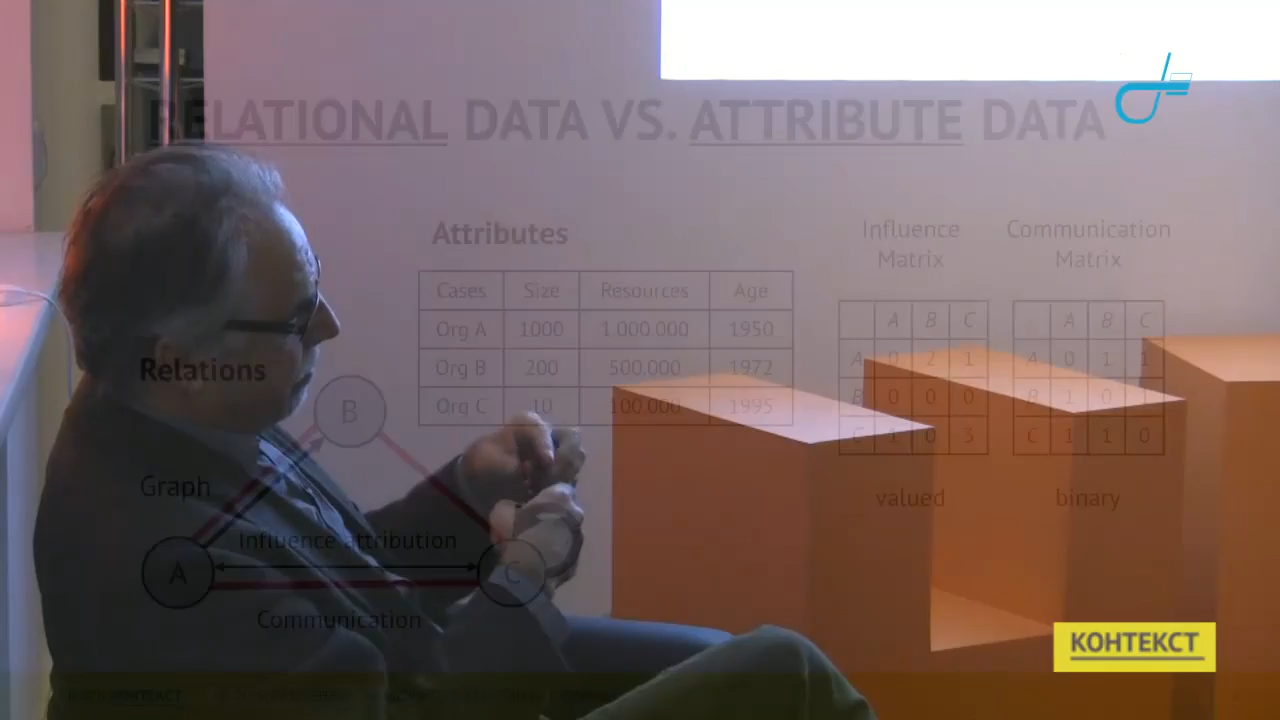 RELATIONAL DATA VS. ATTRIBUTE DATA
Attributes
Cases Size Resources Age
Org A 1000 1.000.000 1950
Org B 200 500.000 1972
Org C 10 100.000 1995
Influence
Matrix
A B C
A 0 2 1
B 0 0 0
C 1 0 3
valued
Communication
Matrix
A B C
A 0 1 1
B 1 0
C 1 1 0
binary
Relations
Graph
B
Influence attribution
A C
Communication
КОНТЕКСТ